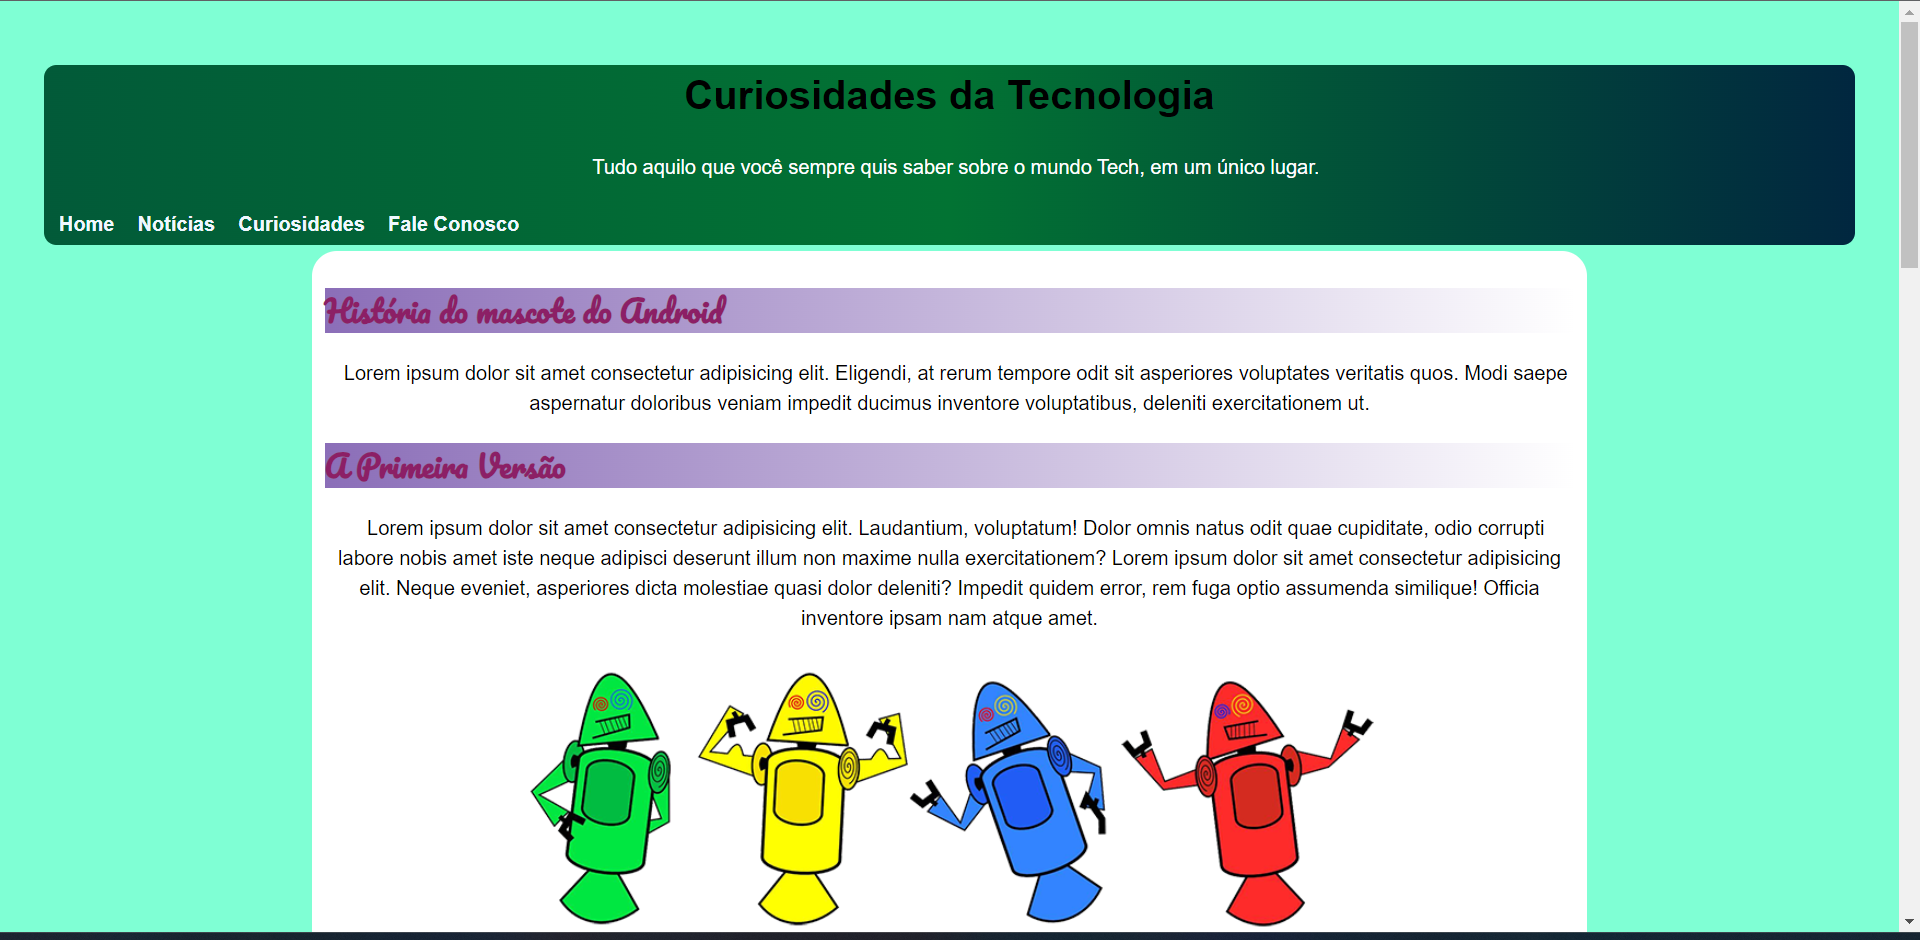 Curiosidades da Tecnologia
Tudo aquilo que você sempre quis saber sobre o mundo Tech, em um único lugar.
Home Notícias Curiosidades Fale Conosco
História do mascote do Android
Lorem ipsum dolor sit amet consectetur adipisicing elit. Eligendi, at rerum tempore odit sit asperiores voluptates veritatis quos. Modi saepe
aspernatur doloribus veniam impedit ducimus inventore voluptatibus, deleniti exercitationem ut.
A Primeira Versão
Lorem ipsum dolor sit amet consectetur adipisicing elit. Laudantium, voluptatum! Dolor omnis natus odit quae cupiditate, odio corrupti
labore nobis amet iste neque adipisci deserunt illum non maxime nulla exercitationem? Lorem ipsum dolor sit amet consectetur adipisicing
elit. Neque eveniet, asperiores dicta molestiae quasi dolor deleniti? Impedit quidem error, rem fuga optio assumenda similique! Officia
inventore ipsam nam atque amet.